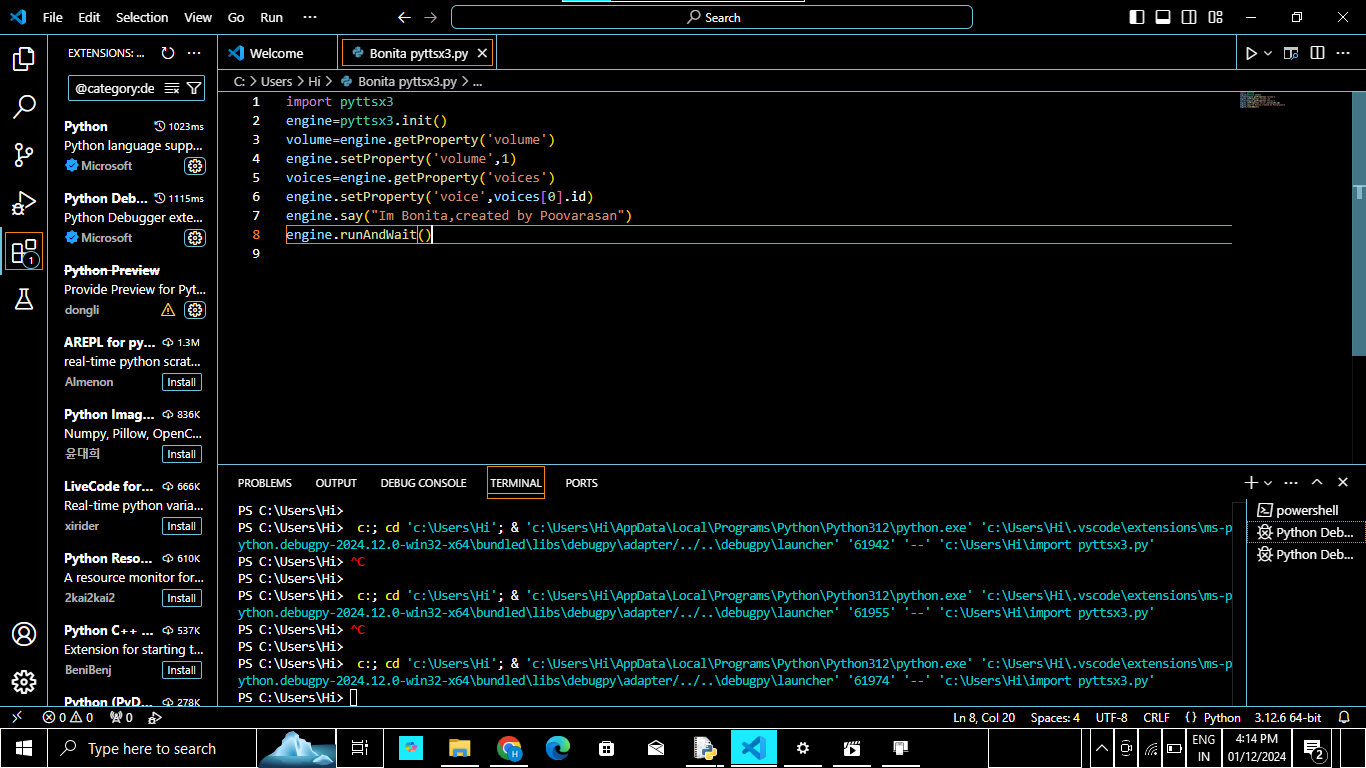 File Edit Selection View Go Run ··· Search
EXTENSIONS: ... ···
@category:de
Python 1023ms
Python language supp...
Microsoft
Python Deb... 1115ms
Python Debugger exte...
Microsoft
Python Preview
Provide Preview for Pyt...
dongli
AREPL for py... 1.3M
real-time python scrat...
Almenon Install
Python Imag... 836K
Numpy, Pillow, OpenC...
윤대희 Install
LiveCode for... 666K
Real-time python varia...
xirider Install
Python Reso... 610K
A resource monitor for...
2kai2kai2 Install
Python C++ ... 537K
Extension for starting t...
BeniBenj Install
Python (PyD... 278K
1
Welcome Bonita pyttsx3.py
C: > Users > Hi > Bonita pyttsx3.py > ...
1 import pyttsx3
2 engine=pyttsx3.init()
3 volume=engine.getProperty('volume')
4 engine.setProperty('volume',1)
5 voices=engine.getProperty('voices')
6 engine.setProperty('voice',voices[0].id)
7 engine.say("Im Bonita,created by Poovarasan")
8 engine.runAndWait()
9
PROBLEMS OUTPUT DEBUG CONSOLE TERMINAL PORTS
PS C:\Users\Hi>
PS C:\Users\Hi> c:; cd 'c:\Users\Hi'; & 'c:\Users\Hi\AppData\Local\Programs\Python\Python312\python.exe' 'c:\Users\Hi\.vscode\extensions\ms-p
ython.debugpy-2024.12.0-win32-x64\bundled\libs\debugpy\adapter/../..\debugpy\launcher' '61942' '--' 'c:\Users\Hi\import pyttsx3.py'
PS C:\Users\Hi> ^C
PS C:\Users\Hi>
PS C:\Users\Hi> c:; cd 'c:\Users\Hi'; & 'c:\Users\Hi\AppData\Local\Programs\Python\Python312\python.exe' 'c:\Users\Hi\.vscode\extensions\ms-p
ython.debugpy-2024.12.0-win32-x64\bundled\libs\debugpy\adapter/../..\debugpy\launcher' '61955' '--' 'c:\Users\Hi\import pyttsx3.py'
PS C:\Users\Hi> ^C
PS C:\Users\Hi>
PS C:\Users\Hi> c:; cd 'c:\Users\Hi'; & 'c:\Users\Hi\AppData\Local\Programs\Python\Python312\python.exe' 'c:\Users\Hi\.vscode\extensions\ms-p
ython.debugpy-2024.12.0-win32-x64\bundled\libs\debugpy\adapter/../..\debugpy\launcher' '61974' '--' 'c:\Users\Hi\import pyttsx3.py'
PS C:\Users\Hi>
powershell
Python Deb...
Python Deb...
0 0 0 Ln 8, Col 20 Spaces: 4 UTF-8 CRLF {} Python 3.12.6 64-bit
Type here to search
ENG
IN
4:14 PM
01/12/2024
2